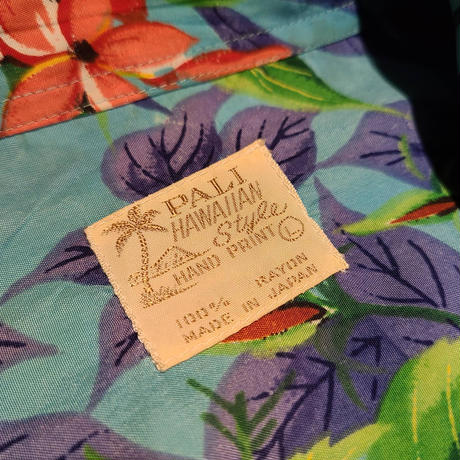 PALI
HAWAIIAN
Style
HAND PRINT Ⓛ
100% RAYON
MADE IN JAPAN